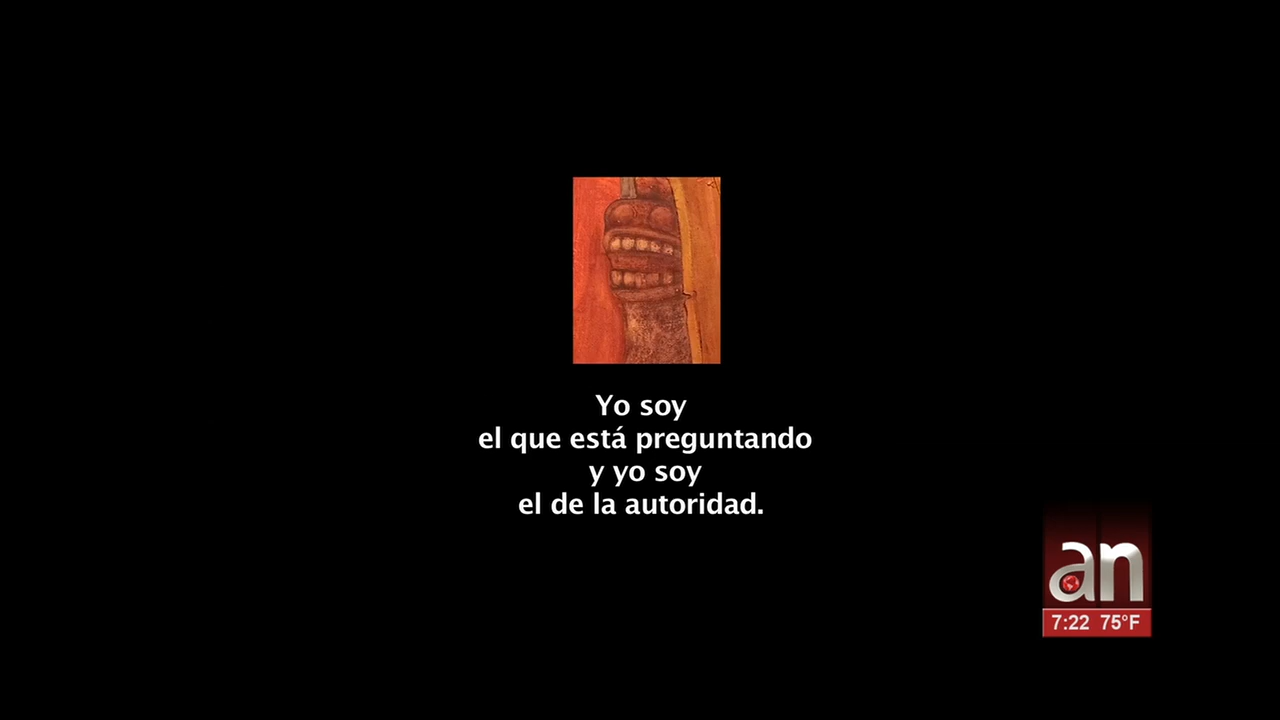 Yo soy
el que está preguntando
y yo soy
el de la autoridad.
an
7:22 75°F